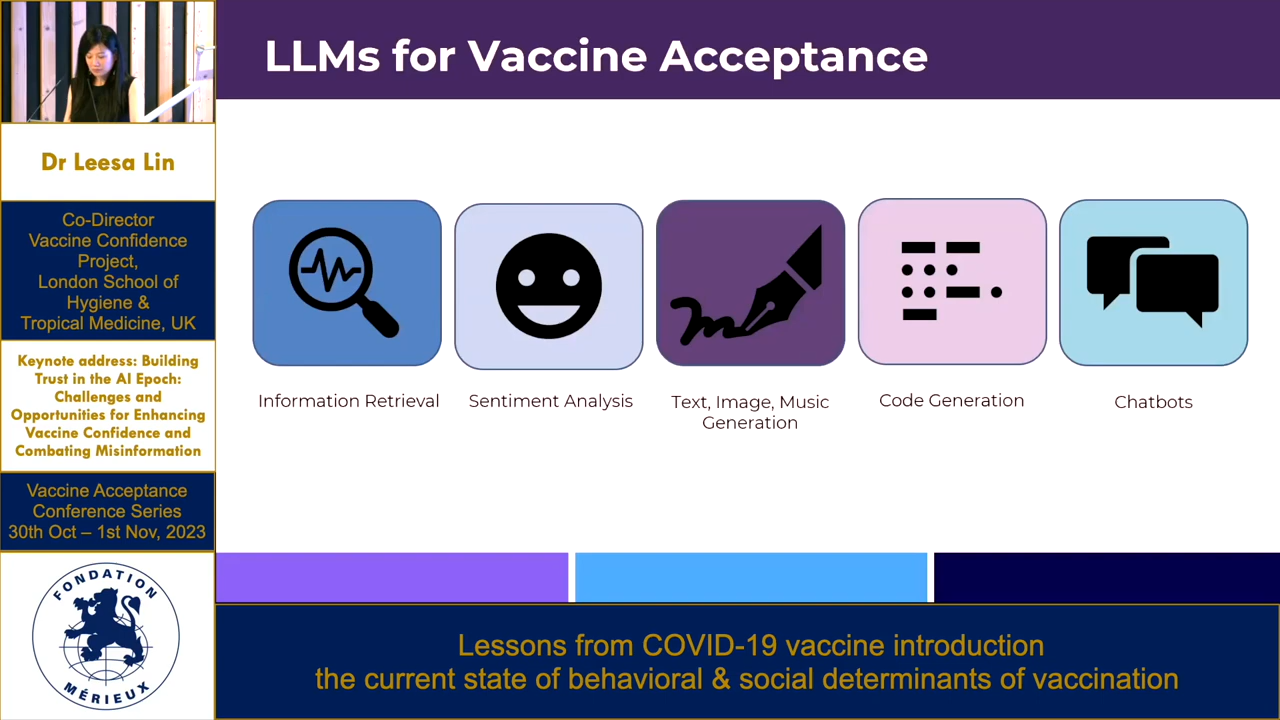 LLMs for Vaccine Acceptance
Dr Leesa Lin
Co-Director
Vaccine Confidence
Project,
London School of
Hygiene &
Tropical Medicine, UK
Keynote address: Building
Trust in the AI Epoch:
Challenges and
Opportunities for Enhancing
Vaccine Confidence and
Combating Misinformation
Vaccine Acceptance
Conference Series
30th Oct – 1st Nov, 2023
FONDATION
MÉRIEUX
Information Retrieval
Sentiment Analysis
Text, Image, Music
Generation
Code Generation
Chatbots
Lessons from COVID-19 vaccine introduction
the current state of behavioral & social determinants of vaccination